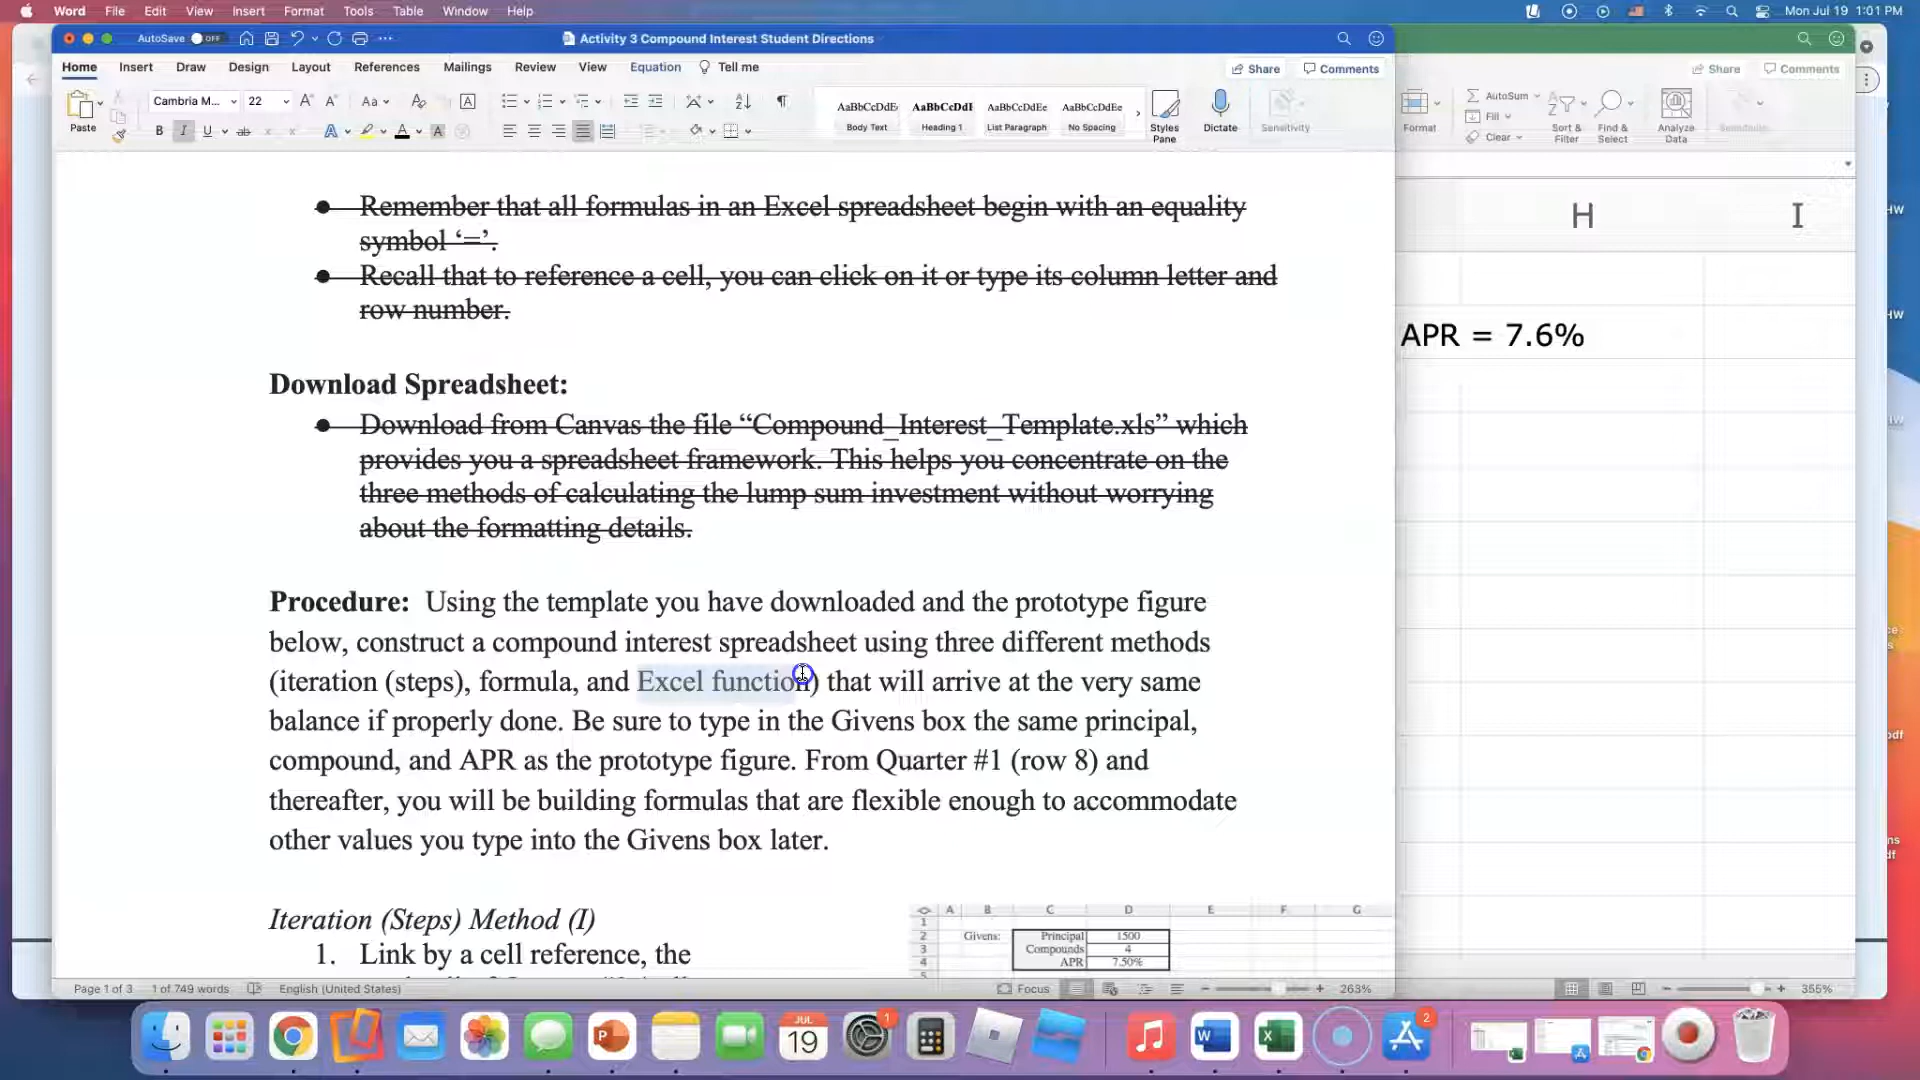 Word File Edit View Insert Format Tools Table Window Help
Mon Jul 19 1:01 PM
AutoSave OFF
Activity 3 Compound Interest Student Directions
Home Insert Draw Design Layout References Mailings Review View Equation Tell me
Share Comments
Share Comments
Paste
Cambria M... 22
AaBbCcDdE AaBbCcDdI AaBbCcDdEe AaBbCcDdEe
Body Text Heading 1 List Paragraph No Spacing
Styles Pane
Dictate
Sensitivity
Format
AutoSum
Fill
Clear
Sort & Filter
Find & Select
Analyze Data
H I
APR = 7.6%
● Remember that all formulas in an Excel spreadsheet begin with an equality
symbol ‘=’.
● Recall that to reference a cell, you can click on it or type its column letter and
row number.
Download Spreadsheet:
● Download from Canvas the file “Compound_Interest_Template.xls” which
provides you a spreadsheet framework. This helps you concentrate on the
three methods of calculating the lump sum investment without worrying
about the formatting details.
Procedure: Using the template you have downloaded and the prototype figure
below, construct a compound interest spreadsheet using three different methods
(iteration (steps), formula, and Excel function) that will arrive at the very same
balance if properly done. Be sure to type in the Givens box the same principal,
compound, and APR as the prototype figure. From Quarter #1 (row 8) and
thereafter, you will be building formulas that are flexible enough to accommodate
other values you type into the Givens box later.
Iteration (Steps) Method (I)
1. Link by a cell reference, the
A B C D E F G
1
2 Givens: Principal 1500
3 Compounds 4
4 APR 7.50%
Page 1 of 3 1 of 749 words English (United States)
Focus 263%
355%
JUL
19
1
2